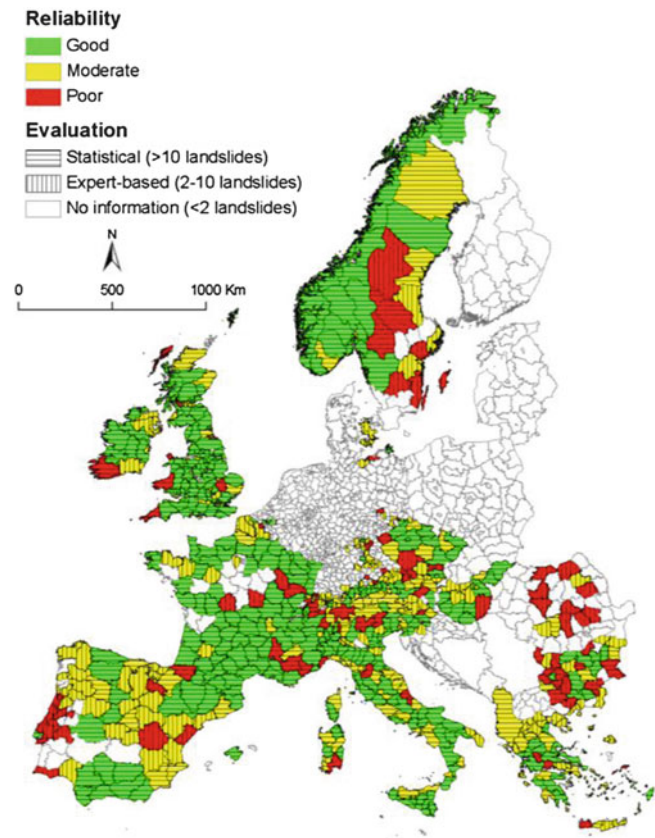 Reliability
Good
Moderate
Poor
Evaluation
Statistical (>10 landslides)
Expert-based (2-10 landslides)
No information (<2 landslides)
N
0 500 1000 Km